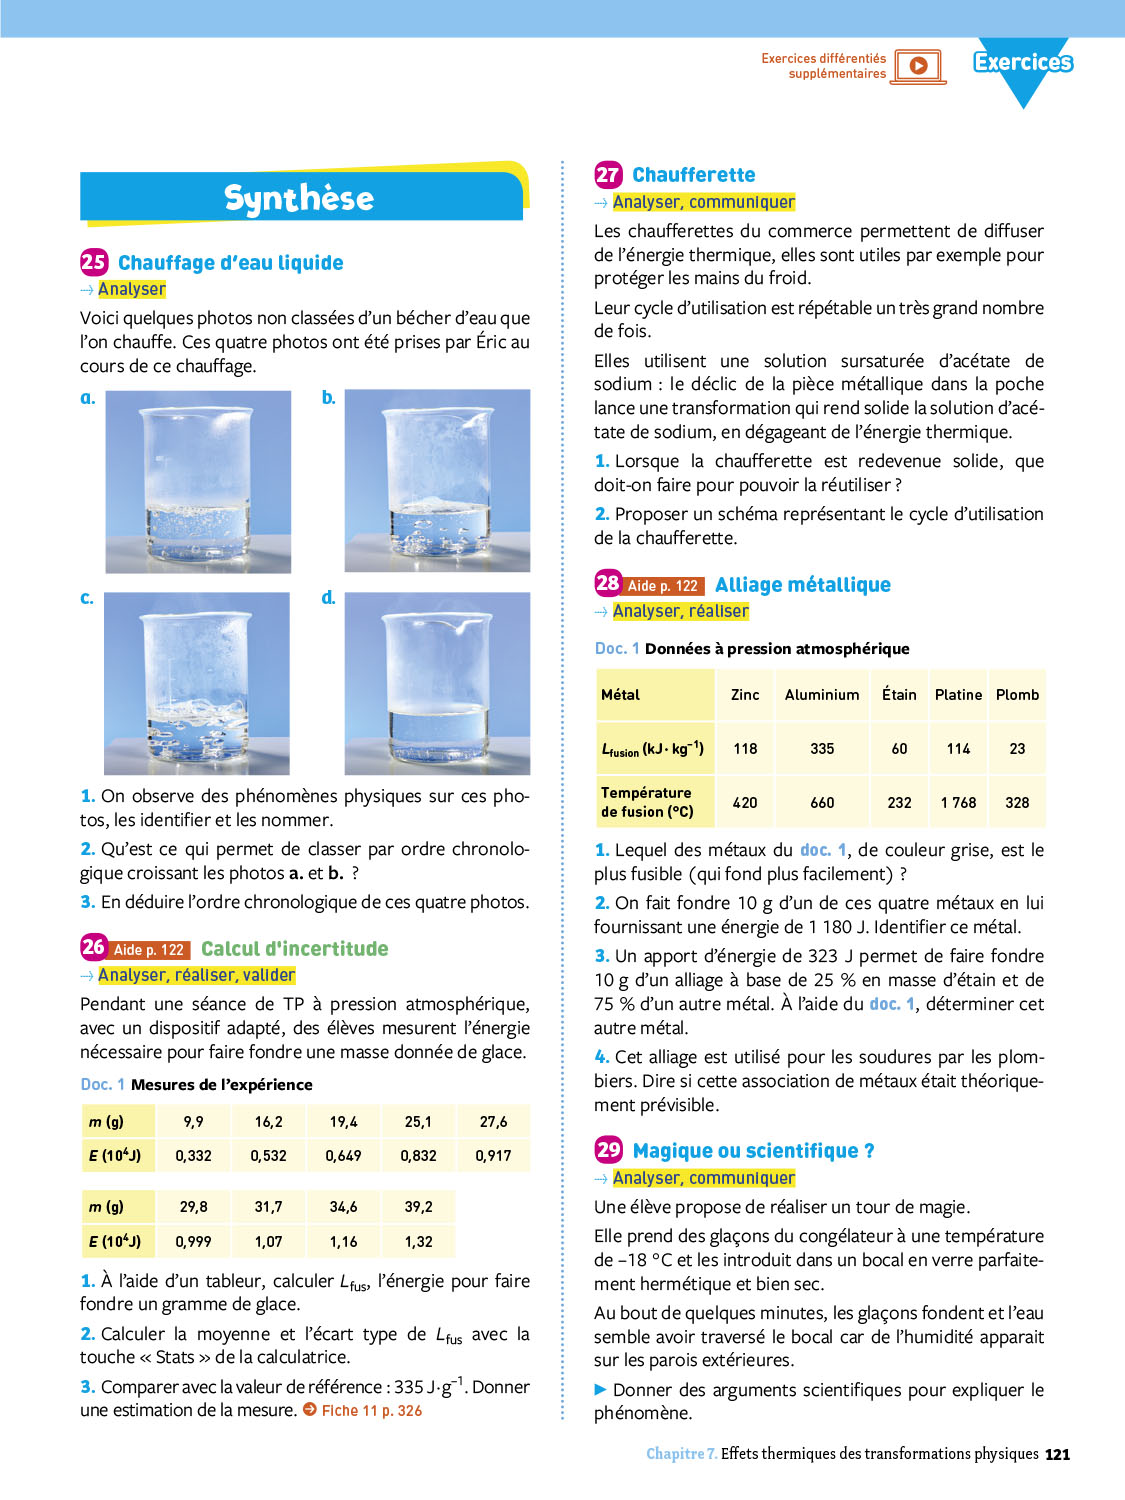 Exercices différentiés
supplémentaires
Exercices
Synthèse
25 Chauffage d'eau liquide
→ Analyser
Voici quelques photos non classées d'un bécher d'eau que
l'on chauffe. Ces quatre photos ont été prises par Éric au
cours de ce chauffage.
a.
b.
c.
d.
1. On observe des phénomènes physiques sur ces pho-
tos, les identifier et les nommer.
2. Qu'est ce qui permet de classer par ordre chronolo-
gique croissant les photos a. et b. ?
3. En déduire l'ordre chronologique de ces quatre photos.
26 Aide p. 122 Calcul d'incertitude
→ Analyser, réaliser, valider
Pendant une séance de TP à pression atmosphérique,
avec un dispositif adapté, des élèves mesurent l'énergie
nécessaire pour faire fondre une masse donnée de glace.
Doc. 1 Mesures de l'expérience
m (g) 9,9 16,2 19,4 25,1 27,6
E (10⁴J) 0,332 0,532 0,649 0,832 0,917
m (g) 29,8 31,7 34,6 39,2
E (10⁴J) 0,999 1,07 1,16 1,32
1. À l'aide d'un tableur, calculer Lfus, l'énergie pour faire
fondre un gramme de glace.
2. Calculer la moyenne et l'écart type de Lfus avec la
touche « Stats » de la calculatrice.
3. Comparer avec la valeur de référence : 335 J·g⁻¹. Donner
une estimation de la mesure. → Fiche 11 p. 326
27 Chaufferette
→ Analyser, communiquer
Les chaufferettes du commerce permettent de diffuser
de l'énergie thermique, elles sont utiles par exemple pour
protéger les mains du froid.
Leur cycle d'utilisation est répétable un très grand nombre
de fois.
Elles utilisent une solution sursaturée d'acétate de
sodium : le déclic de la pièce métallique dans la poche
lance une transformation qui rend solide la solution d'acé-
tate de sodium, en dégageant de l'énergie thermique.
1. Lorsque la chaufferette est redevenue solide, que
doit-on faire pour pouvoir la réutiliser ?
2. Proposer un schéma représentant le cycle d'utilisation
de la chaufferette.
28 Aide p. 122 Alliage métallique
→ Analyser, réaliser
Doc. 1 Données à pression atmosphérique
Métal Zinc Aluminium Étain Platine Plomb
Lfusion (kJ· kg⁻¹) 118 335 60 114 23
Température
de fusion (°C) 420 660 232 1 768 328
1. Lequel des métaux du doc. 1, de couleur grise, est le
plus fusible (qui fond plus facilement) ?
2. On fait fondre 10 g d'un de ces quatre métaux en lui
fournissant une énergie de 1 180 J. Identifier ce métal.
3. Un apport d'énergie de 323 J permet de faire fondre
10 g d'un alliage à base de 25 % en masse d'étain et de
75 % d'un autre métal. À l'aide du doc. 1, déterminer cet
autre métal.
4. Cet alliage est utilisé pour les soudures par les plom-
biers. Dire si cette association de métaux était théorique-
ment prévisible.
29 Magique ou scientifique ?
→ Analyser, communiquer
Une élève propose de réaliser un tour de magie.
Elle prend des glaçons du congélateur à une température
de –18 °C et les introduit dans un bocal en verre parfaite-
ment hermétique et bien sec.
Au bout de quelques minutes, les glaçons fondent et l'eau
semble avoir traversé le bocal car de l'humidité apparait
sur les parois extérieures.
► Donner des arguments scientifiques pour expliquer le
phénomène.
Chapitre 7. Effets thermiques des transformations physiques 121